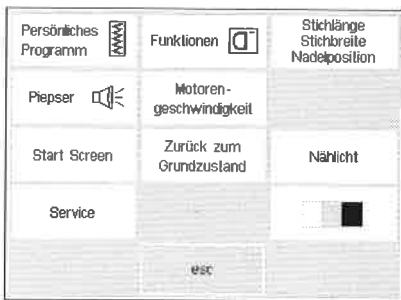 Persönliches
Programm
Funktionen
Stichlänge
Stichbreite
Nadelposition
Piepser
Motoren-
geschwindigkeit
Start Screen
Zurück zum
Grundzustand
Nählicht
Service
esc